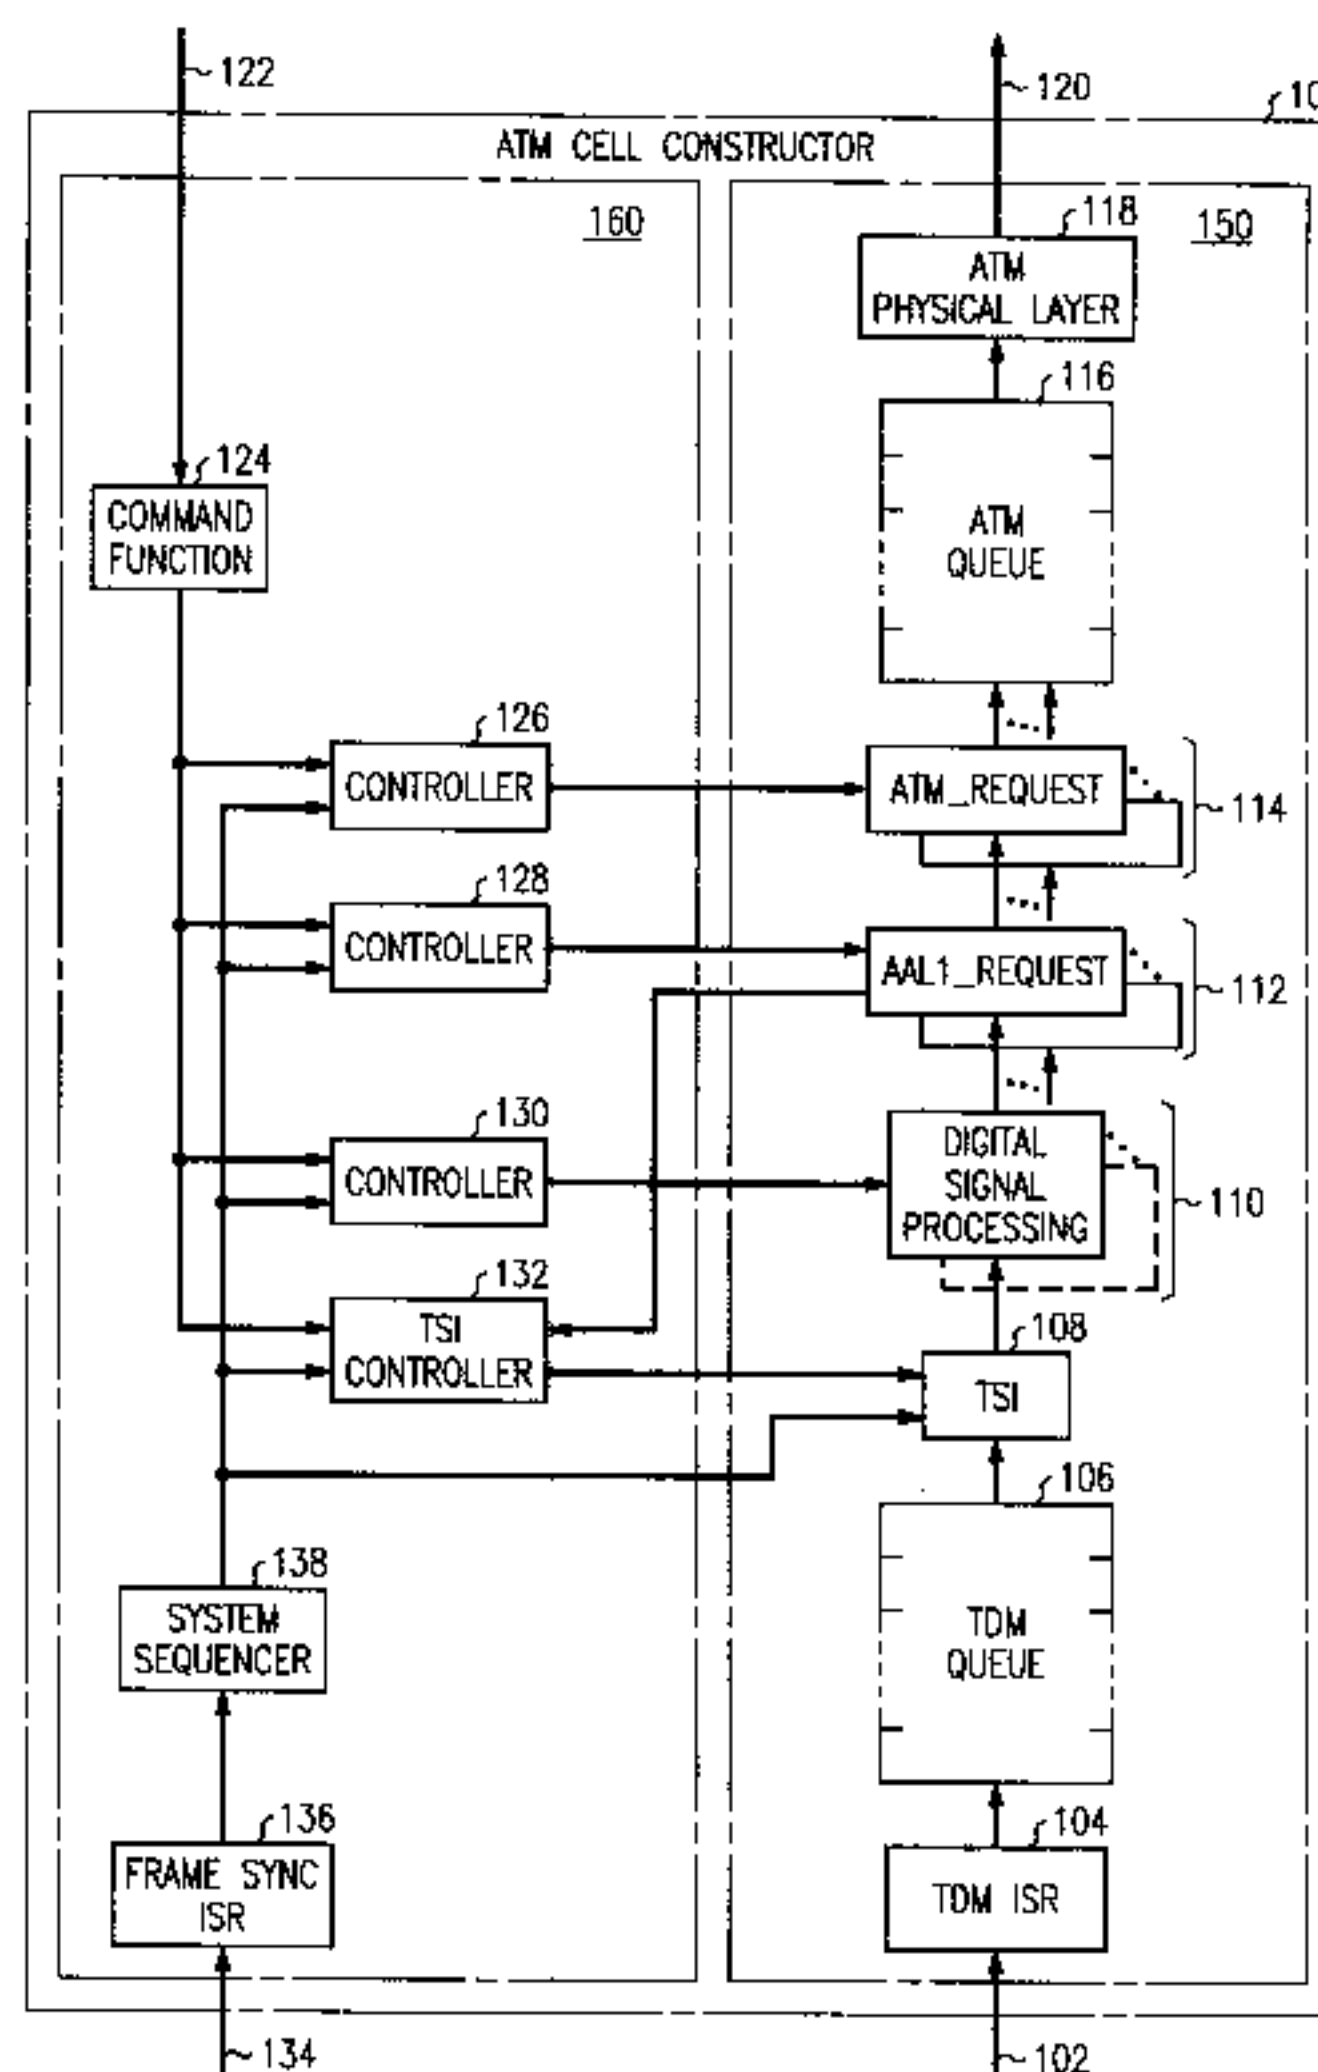 122
120
10
ATM CELL CONSTRUCTOR
160
150
118
ATM
PHYSICAL LAYER
116
ATM
QUEUE
124
COMMAND
FUNCTION
126
CONTROLLER
ATM_REQUEST
114
128
CONTROLLER
AAL1_REQUEST
112
130
CONTROLLER
DIGITAL
SIGNAL
PROCESSING
110
132
TSI
CONTROLLER
108
TSI
106
TDM
QUEUE
138
SYSTEM
SEQUENCER
136
FRAME SYNC
ISR
104
TDM ISR
134
102